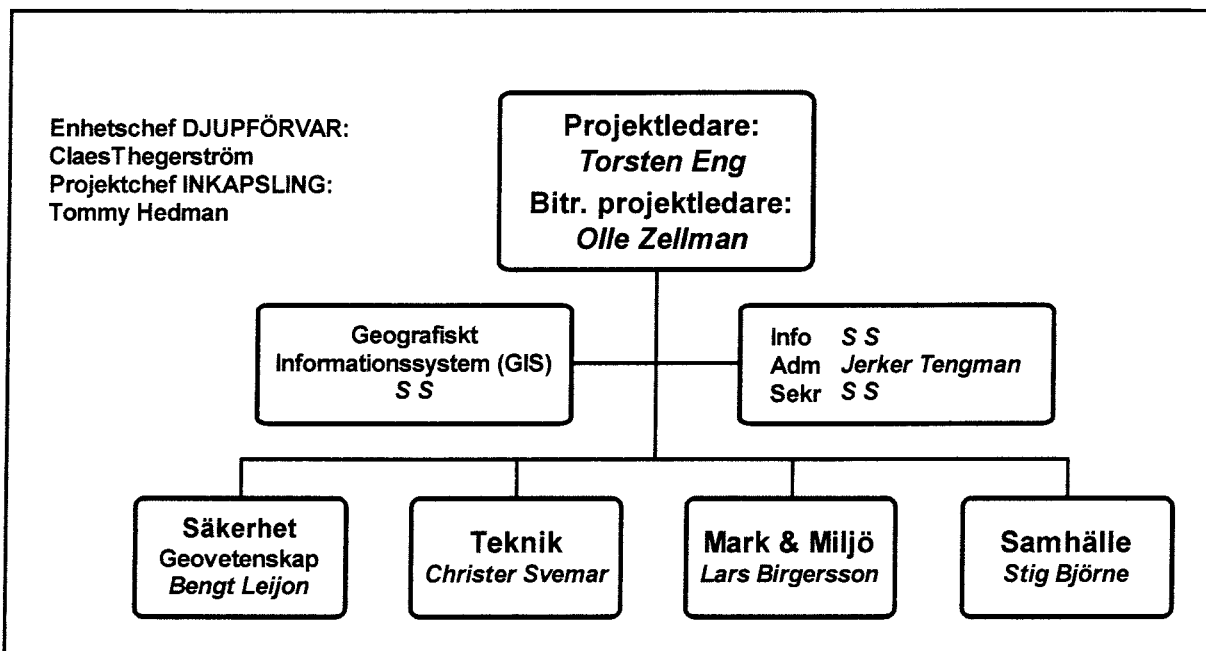 Enhetschef DJUPFÖRVAR:
ClaesThegerström
Projektchef INKAPSLING:
Tommy Hedman
Projektledare:
Torsten Eng
Bitr. projektledare:
Olle Zellman
Geografiskt
Informationssystem (GIS)
S S
Info S S
Adm Jerker Tengman
Sekr S S
Säkerhet
Geovetenskap
Bengt Leijon
Teknik
Christer Svemar
Mark & Miljö
Lars Birgersson
Samhälle
Stig Björne